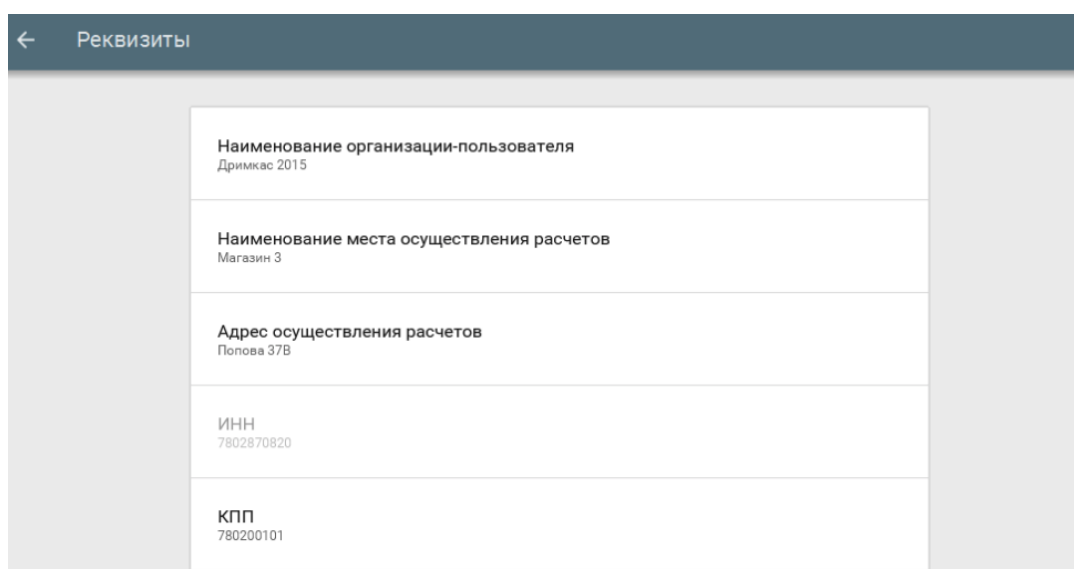 Реквизиты
Наименование организации-пользователя
Дримкас 2015
Наименование места осуществления расчетов
Магазин 3
Адрес осуществления расчетов
Попова 37В
ИНН
7802870820
КПП
780200101